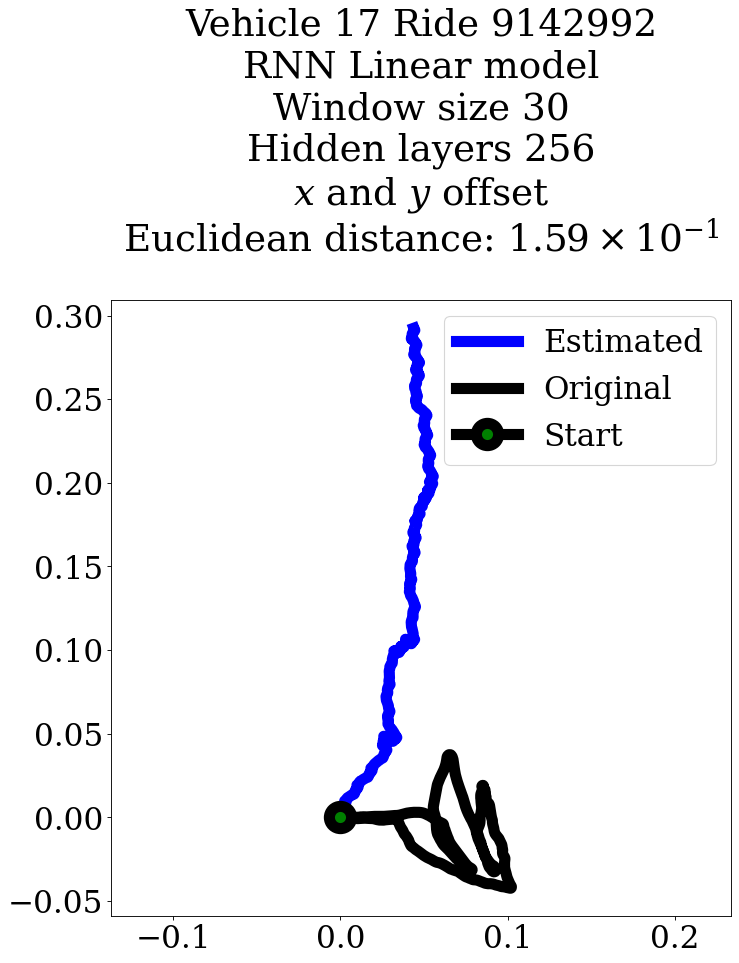 Vehicle 17 Ride 9142992
RNN Linear model
Window size 30
Hidden layers 256
x and y offset
Euclidean distance: 1.59 × 10⁻¹
Estimated
Original
Start
0.30
0.25
0.20
0.15
0.10
0.05
0.00
−0.05
−0.1
0.0
0.1
0.2